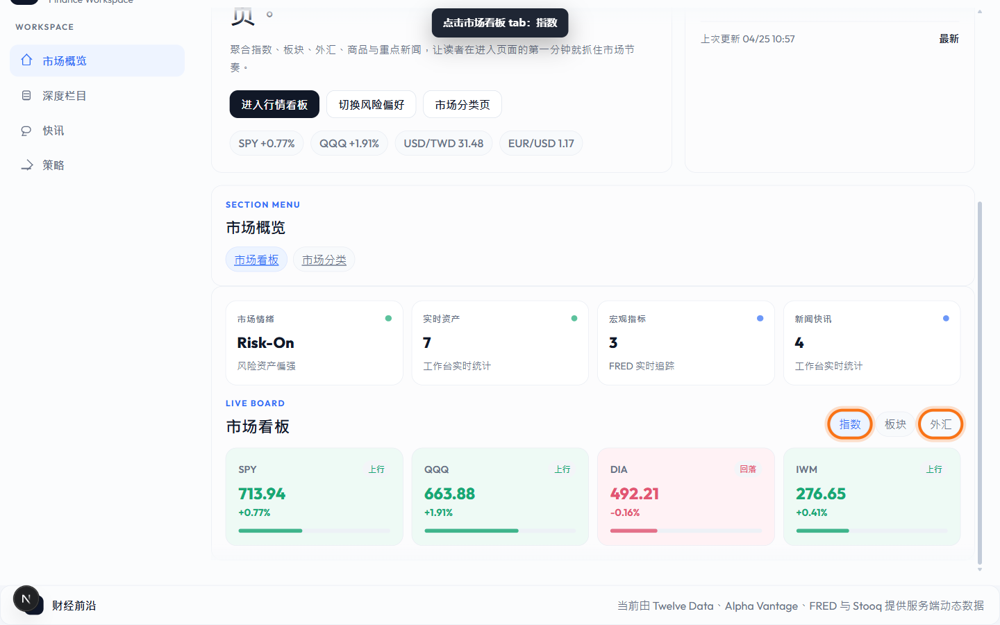 Finance Workspace
WORKSPACE
市场概览
深度栏目
快讯
策略
页。
点击市场看板 tab：指数
聚合指数、板块、外汇、商品与重点新闻，让读者在进入页面的第一分钟就抓住市场节
奏。
进入行情看板
切换风险偏好
市场分类页
SPY +0.77%
QQQ +1.91%
USD/TWD 31.48
EUR/USD 1.17
上次更新 04/25 10:57
最新
SECTION MENU
市场概览
市场看板
市场分类
市场情绪
Risk-On
风险资产偏强
实时资产
7
工作台实时统计
宏观指标
3
FRED 实时追踪
新闻快讯
4
工作台实时统计
LIVE BOARD
市场看板
指数
板块
外汇
SPY
上行
713.94
+0.77%
QQQ
上行
663.88
+1.91%
DIA
回落
492.21
-0.16%
IWM
上行
276.65
+0.41%
N
财经前沿
当前由 Twelve Data、Alpha Vantage、FRED 与 Stooq 提供服务端动态数据